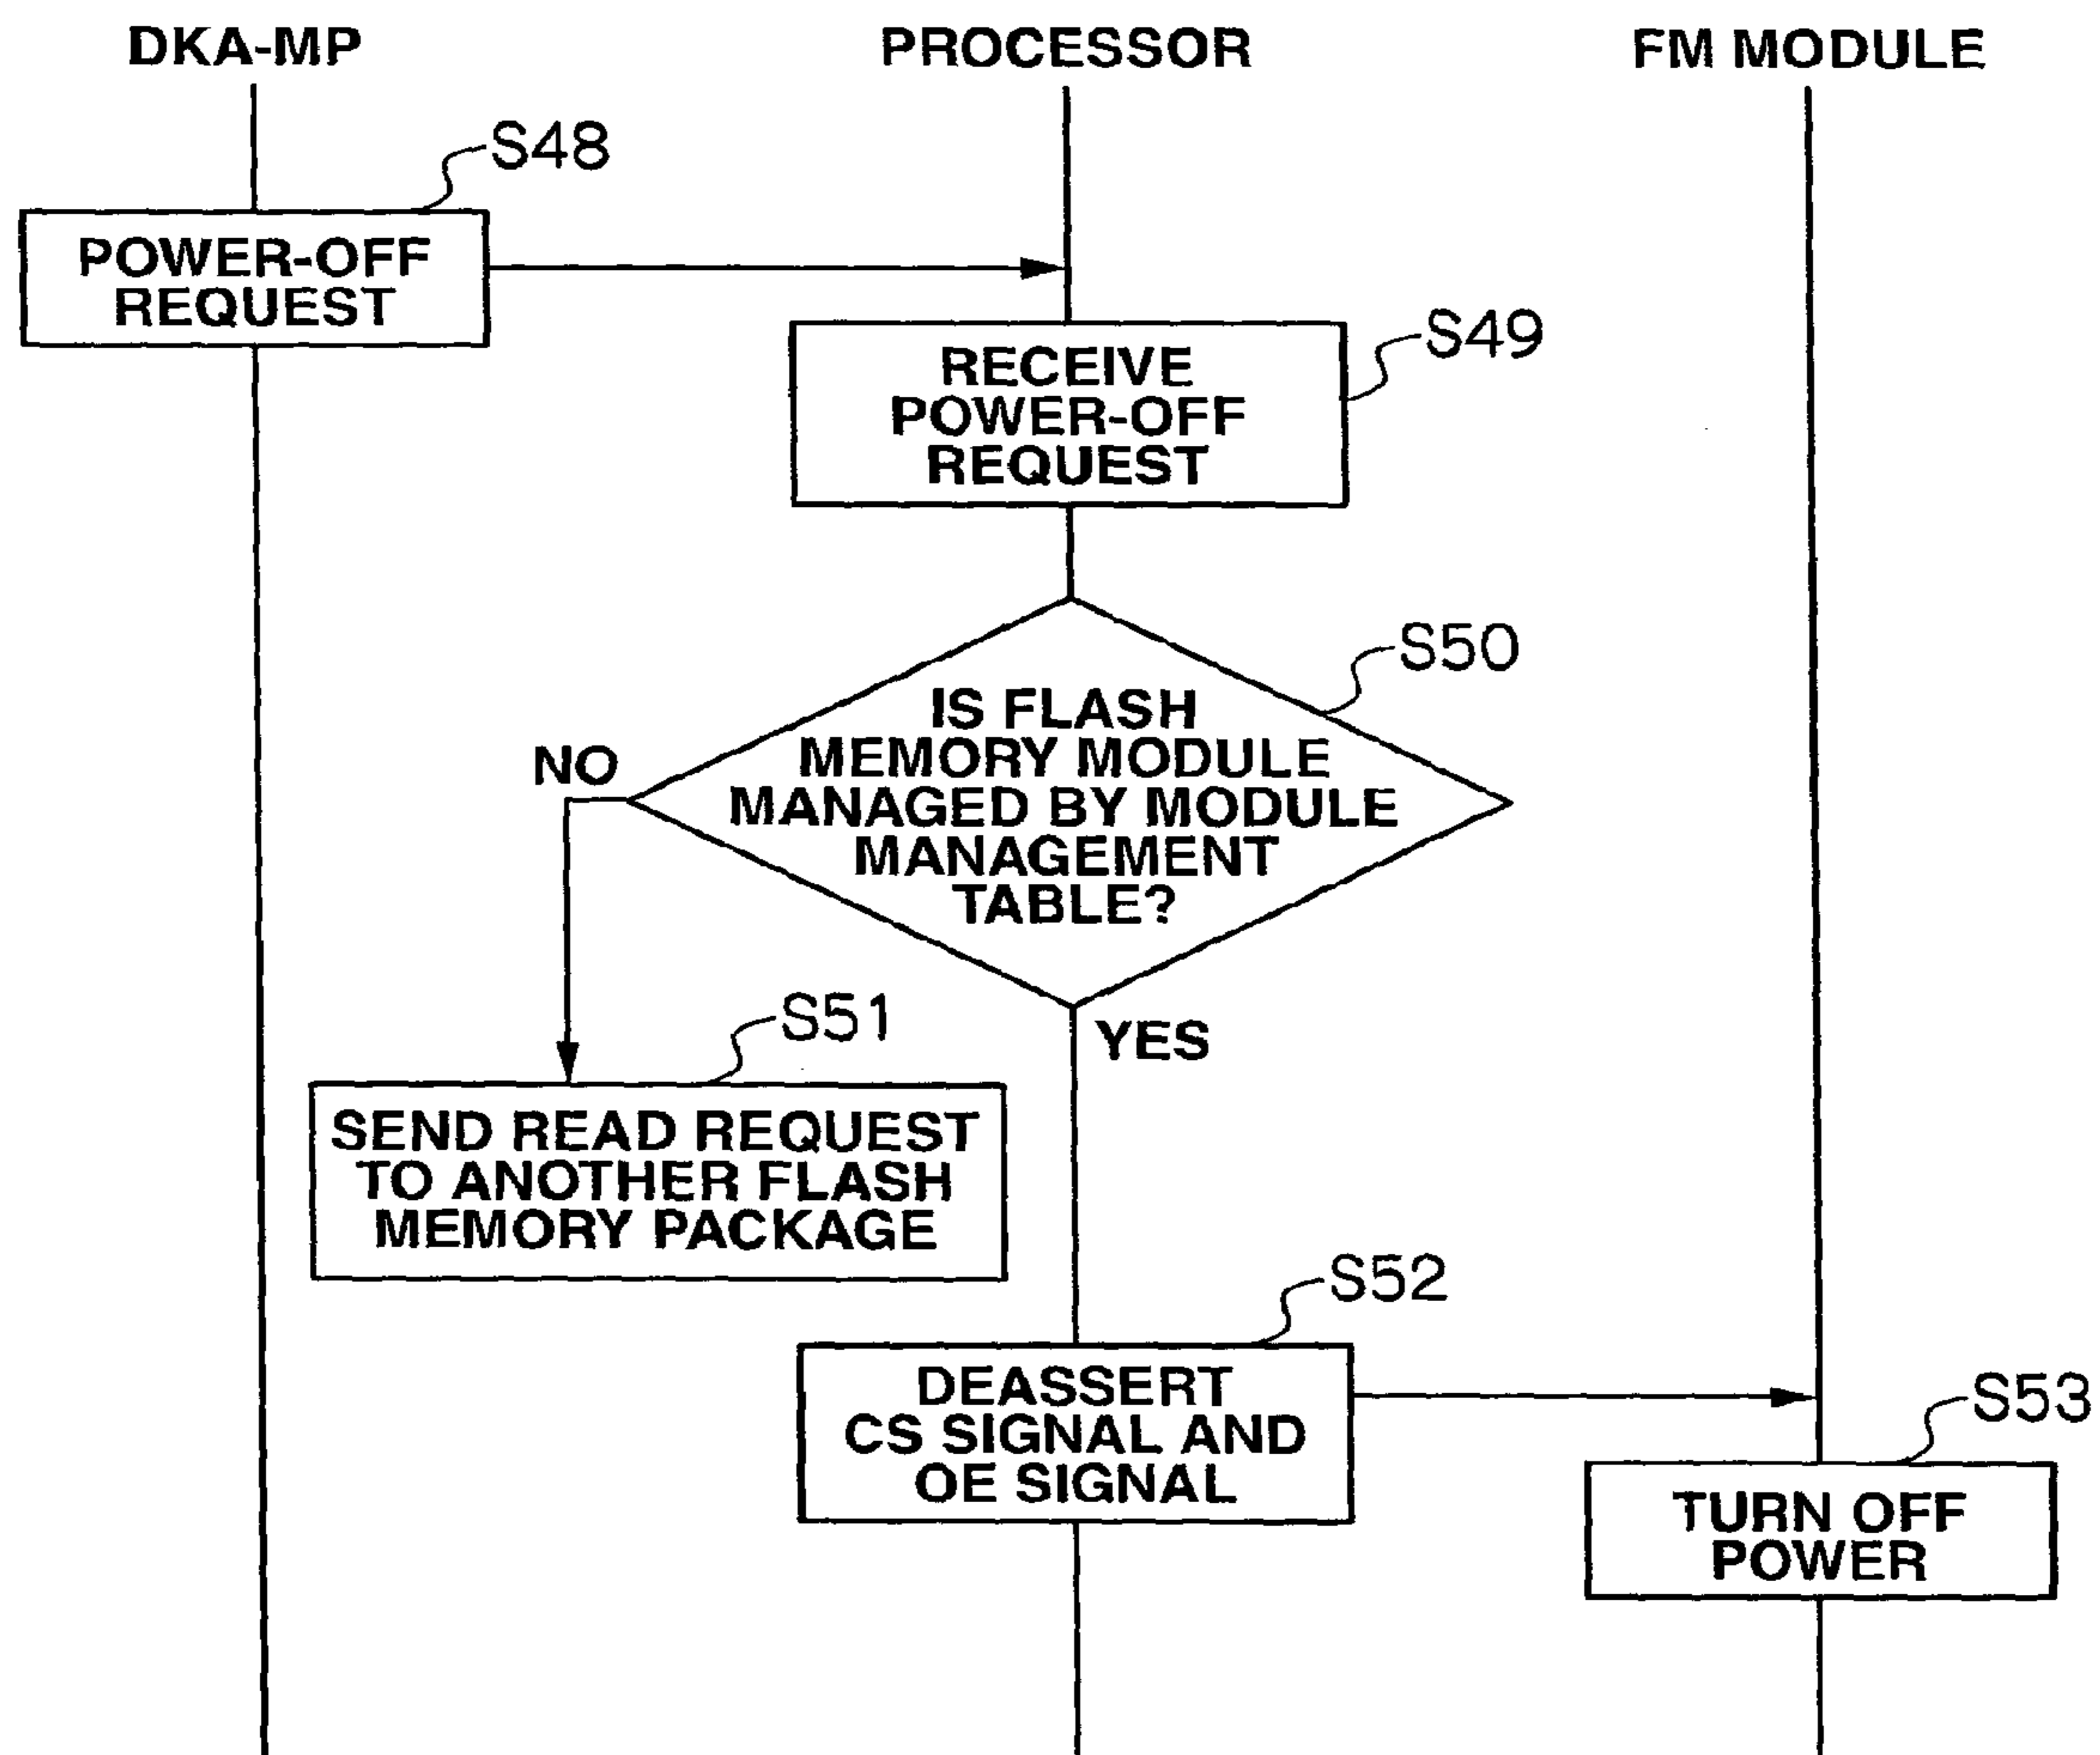 DKA-MP
PROCESSOR
FM MODULE
S48
POWER-OFF
REQUEST
S49
RECEIVE
POWER-OFF
REQUEST
S50
IS FLASH
MEMORY MODULE
MANAGED BY MODULE
MANAGEMENT
TABLE?
NO
YES
S51
SEND READ REQUEST
TO ANOTHER FLASH
MEMORY PACKAGE
S52
DEASSERT
CS SIGNAL AND
OE SIGNAL
S53
TURN OFF
POWER